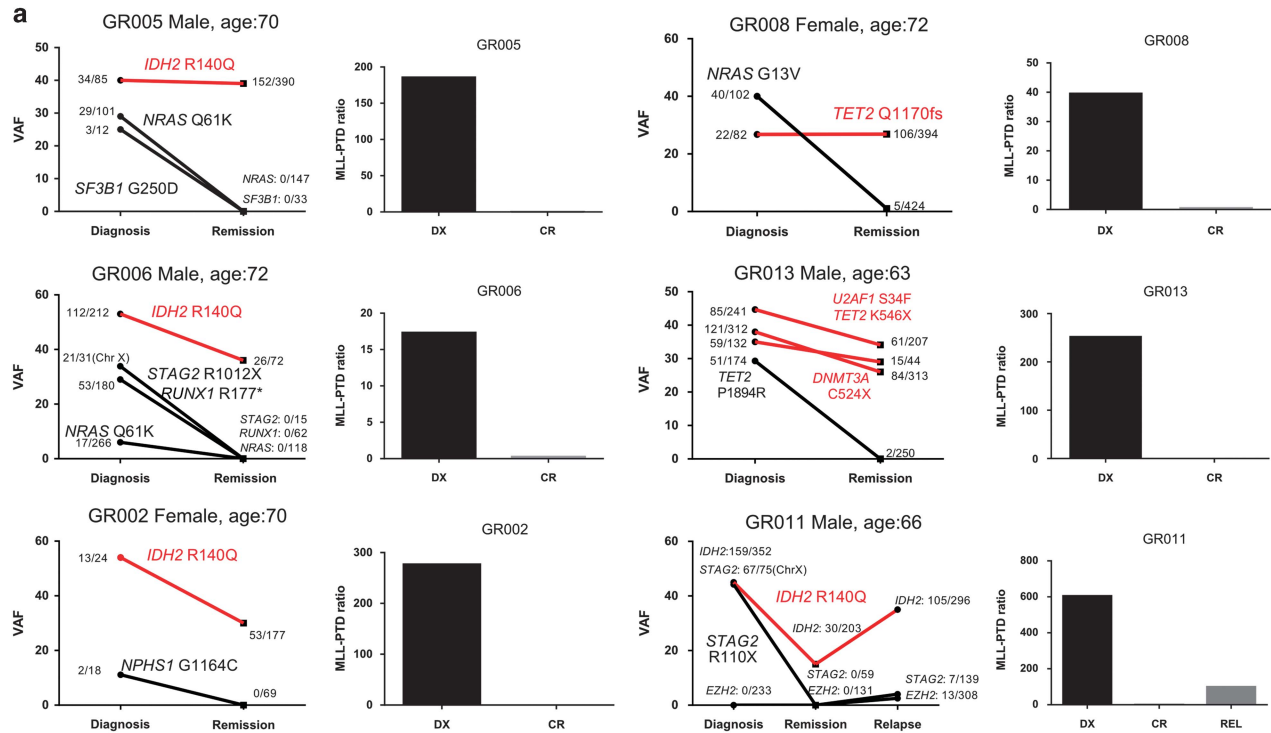 a
GR005 Male, age:70
VAF
50
40
30
20
10
0
34/85
29/101
3/12
IDH2 R140Q
152/390
NRAS Q61K
SF3B1 G250D
NRAS: 0/147
SF3B1: 0/33
Diagnosis
Remission
GR005
MLL-PTD ratio
200
150
100
50
0
DX
CR
GR008 Female, age:72
VAF
60
40
20
0
NRAS G13V
40/102
22/82
TET2 Q1170fs
106/394
5/424
Diagnosis
Remission
GR008
MLL-PTD ratio
50
40
30
20
10
0
DX
CR
GR006 Male, age:72
VAF
60
40
20
0
112/212
IDH2 R140Q
26/72
21/31(Chr X)
STAG2 R1012X
RUNX1 R177*
53/180
NRAS Q61K
17/266
STAG2: 0/15
RUNX1: 0/62
NRAS: 0/118
Diagnosis
Remission
GR006
MLL-PTD ratio
20
15
10
5
0
DX
CR
GR013 Male, age:63
VAF
50
40
30
20
10
0
85/241
121/312
59/132
51/174
U2AF1 S34F
TET2 K546X
61/207
15/44
84/313
TET2
P1894R
DNMT3A
C524X
2/250
Diagnosis
Remission
GR013
MLL-PTD ratio
300
200
100
0
DX
CR
GR002 Female, age:70
VAF
60
40
20
0
13/24
IDH2 R140Q
53/177
2/18
NPHS1 G1164C
0/69
Diagnosis
Remission
GR002
MLL-PTD ratio
300
200
100
0
DX
CR
GR011 Male, age:66
VAF
60
40
20
0
IDH2:159/352
STAG2: 67/75(ChrX)
IDH2 R140Q
IDH2: 105/296
IDH2: 30/203
STAG2
R110X
STAG2: 0/59
STAG2: 7/139
EZH2: 0/233
EZH2: 0/131
EZH2: 13/308
Diagnosis
Remission
Relapse
GR011
MLL-PTD ratio
800
600
400
200
0
DX
CR
REL